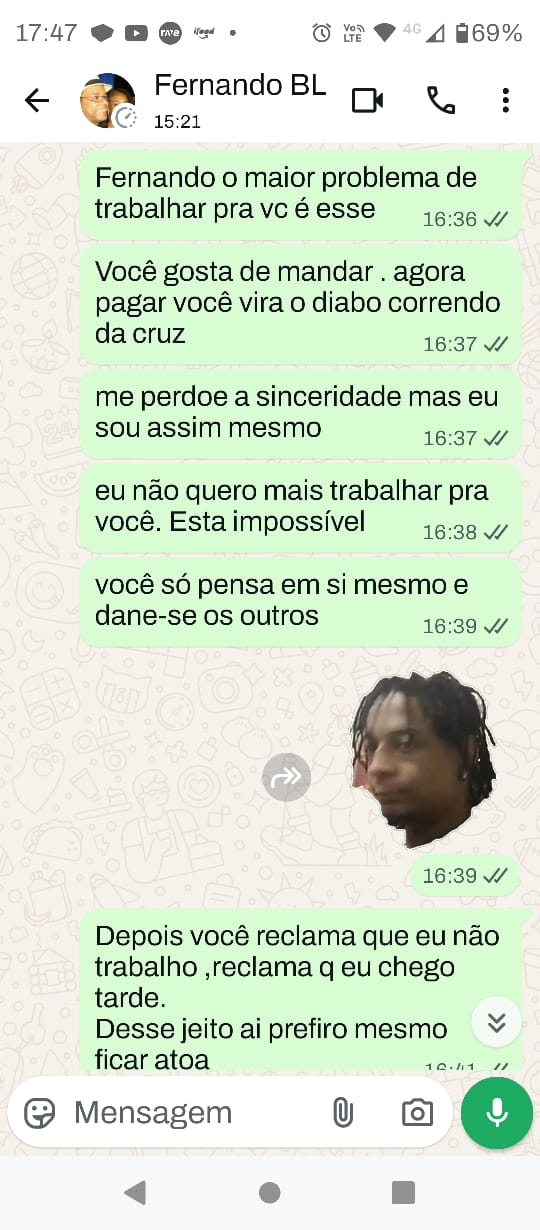 17:47 rave ifood Vo)) LTE 4G 69%
Fernando BL
15:21
Fernando o maior problema de
trabalhar pra vc é esse 16:36
Você gosta de mandar . agora
pagar você vira o diabo correndo
da cruz 16:37
me perdoe a sinceridade mas eu
sou assim mesmo 16:37
eu não quero mais trabalhar pra
você. Esta impossível 16:38
você só pensa em si mesmo e
dane-se os outros 16:39
16:39
Depois você reclama que eu não
trabalho ,reclama q eu chego
tarde.
Desse jeito ai prefiro mesmo
ficar atoa 16:41
Mensagem